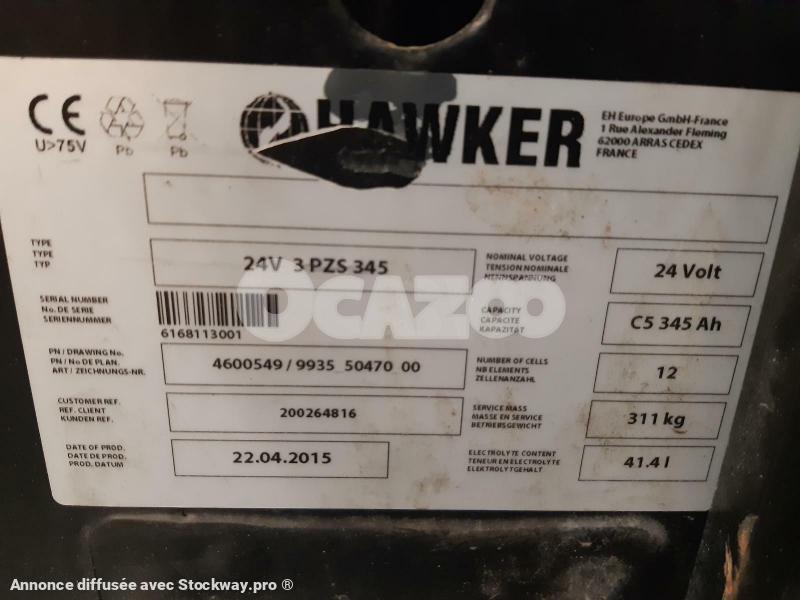 CE
U>75V
Pb
Pb
HAWKER
EH Europe GmbH-France
1 Rue Alexander Fleming
62000 ARRAS CEDEX
FRANCE
TYPE
TYPE
TYP
24V 3 PZS 345
NOMINAL VOLTAGE
TENSION NOMINALE
NENNSPANNUNG
24 Volt
SERIAL NUMBER
No. DE SERIE
SERIENNUMMER
6168113001
CAPACITY
CAPACITE
KAPAZITÄT
C5 345 Ah
OCAZOO
PN / DRAWING No.
PN / No DE PLAN.
ART / ZEICHNUNGS-NR.
4600549 / 9935_50470_00
NUMBER OF CELLS
NB ELEMENTS
ZELLENANZAHL
12
CUSTOMER REF.
REF. CLIENT
KUNDEN REF.
200264816
SERVICE MASS
MASSE EN SERVICE
BETRIEBSGEWICHT
311 kg
DATE OF PROD.
DATE DE PROD.
PROD. DATUM
22.04.2015
ELECTROLYTE CONTENT
TENEUR EN ELECTROLYTE
ELEKTROLYTGEHALT
41.4 l
Annonce diffusée avec Stockway.pro ®